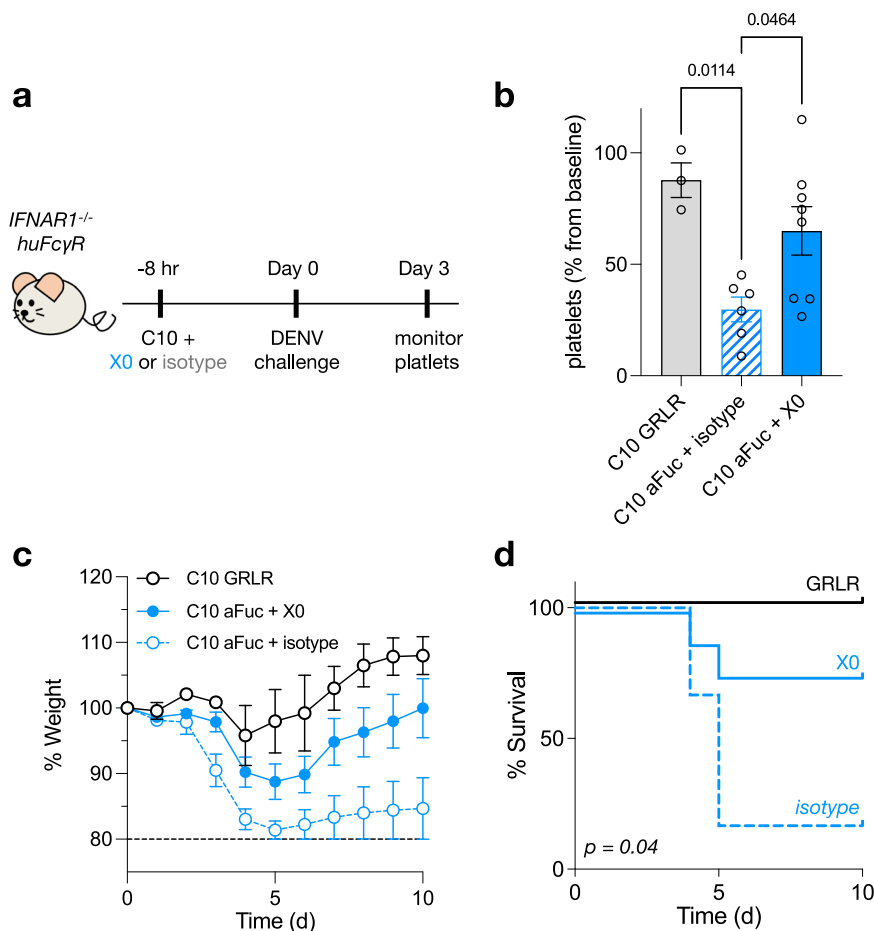 a
IFNAR1-/-
huFcγR
-8 hr
Day 0
Day 3
C10 +
X0 or isotype
DENV
challenge
monitor
platlets
b
0.0464
0.0114
platelets (% from baseline)
100
50
0
C10 GRLR
C10 aFuc + isotype
C10 aFuc + X0
c
C10 GRLR
C10 aFuc + X0
C10 aFuc + isotype
% Weight
120
110
100
90
80
0
5
10
Time (d)
d
GRLR
X0
isotype
% Survival
100
50
0
p = 0.04
0
5
10
Time (d)